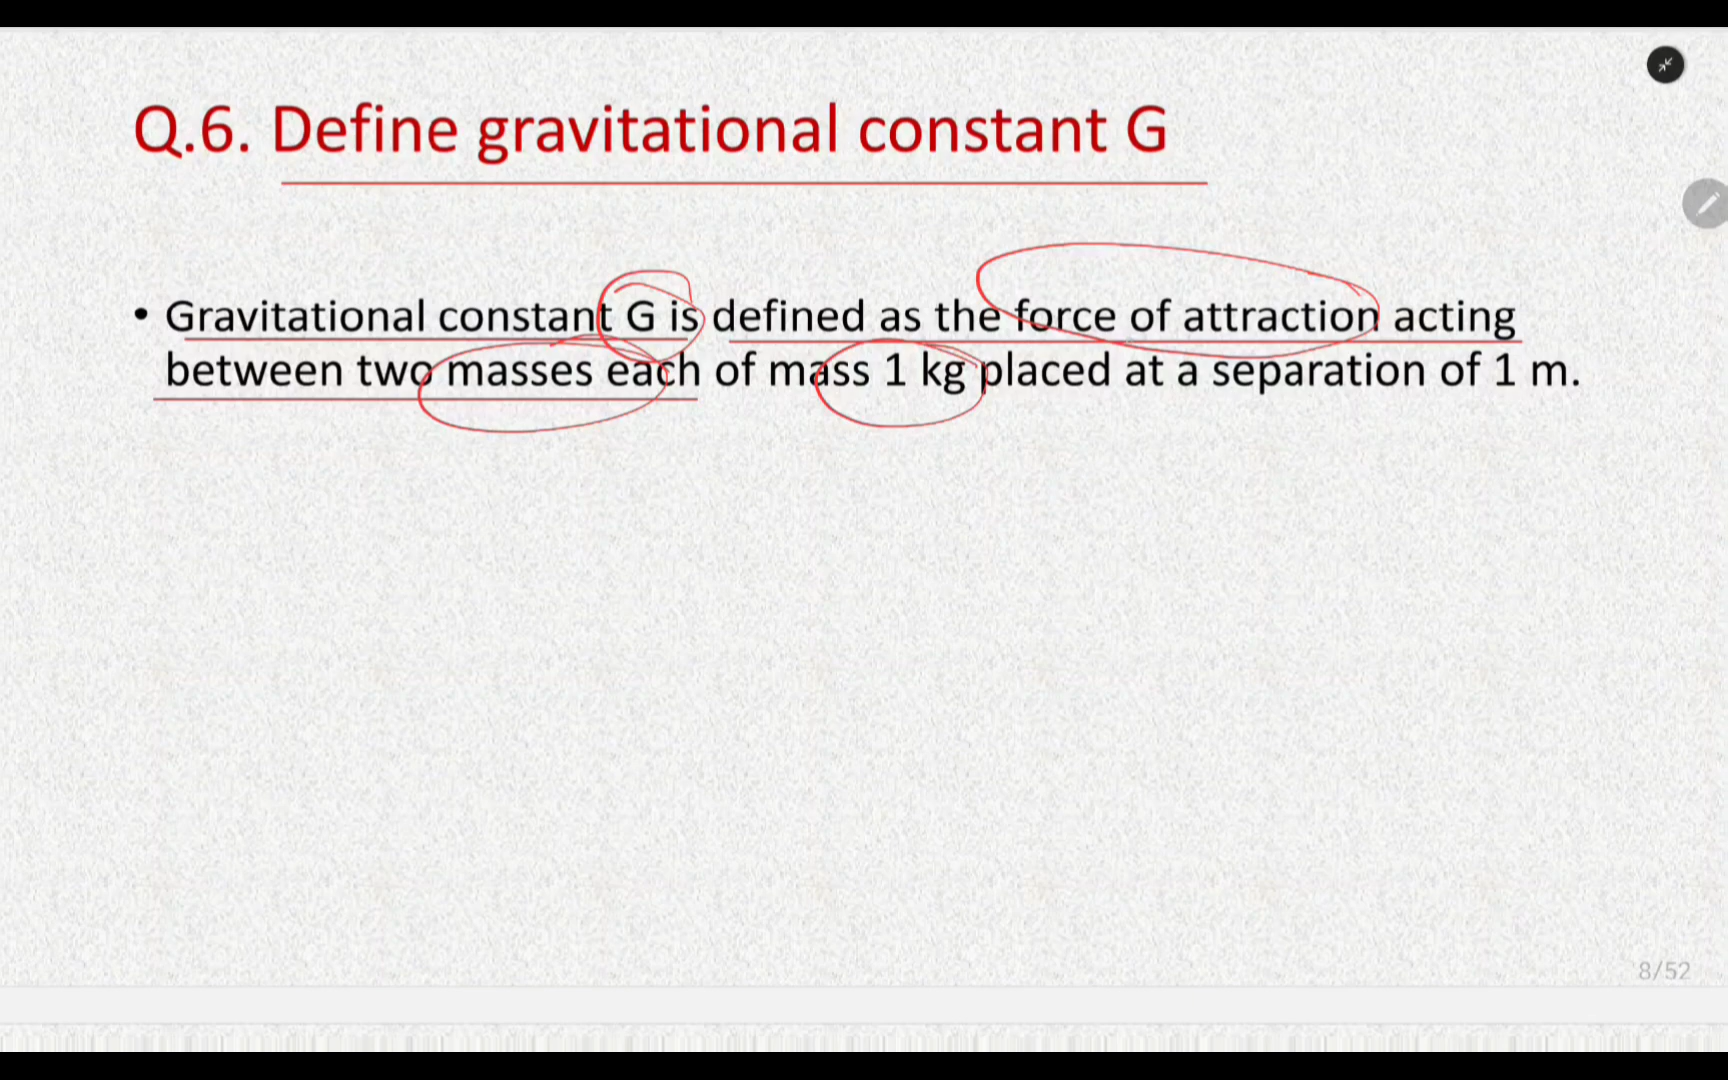 Q.6. Define gravitational constant G
• Gravitational constant G is defined as the force of attraction acting
between two masses each of mass 1 kg placed at a separation of 1 m.
8/52